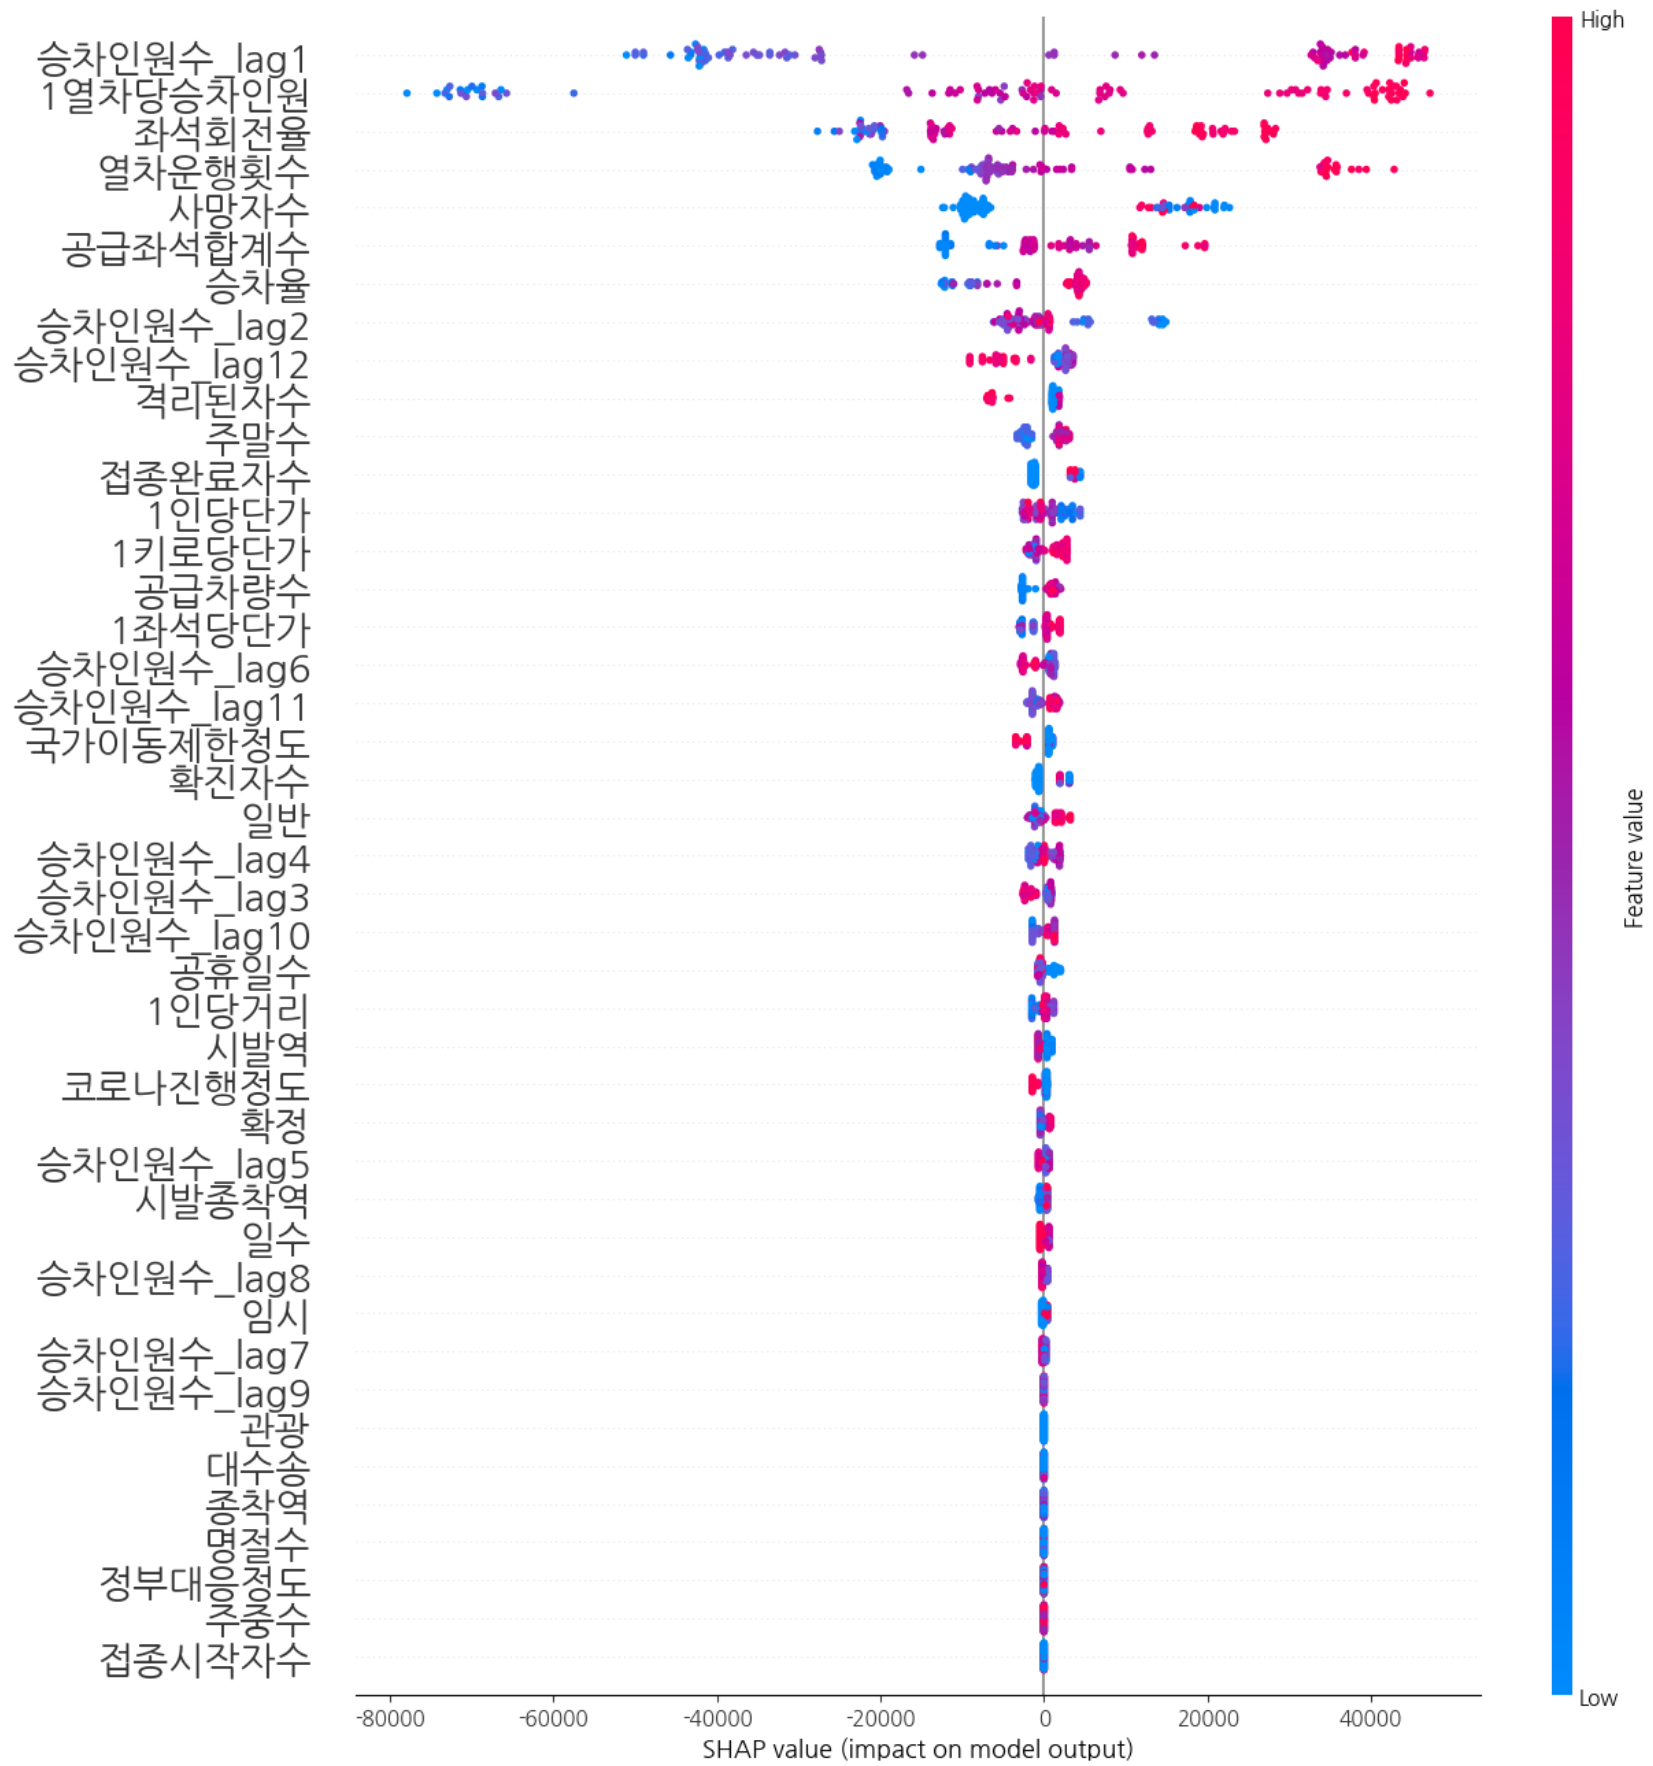 High
승차인원수_lag1
1열차당승차인원
좌석회전율
열차운행횟수
사망자수
공급좌석합계수
승차율
승차인원수_lag2
승차인원수_lag12
격리된자수
주말수
접종완료자수
1인당단가
1키로당단가
공급차량수
1좌석당단가
승차인원수_lag6
승차인원수_lag11
국가이동제한정도
확진자수
일반
승차인원수_lag4
승차인원수_lag3
승차인원수_lag10
공휴일수
1인당거리
시발역
코로나진행정도
확정
승차인원수_lag5
시발종착역
일수
승차인원수_lag8
임시
승차인원수_lag7
승차인원수_lag9
관광
대수송
종착역
명절수
정부대응정도
주중수
접종시작자수
Feature value
Low
-80000 -60000 -40000 -20000 0 20000 40000
SHAP value (impact on model output)